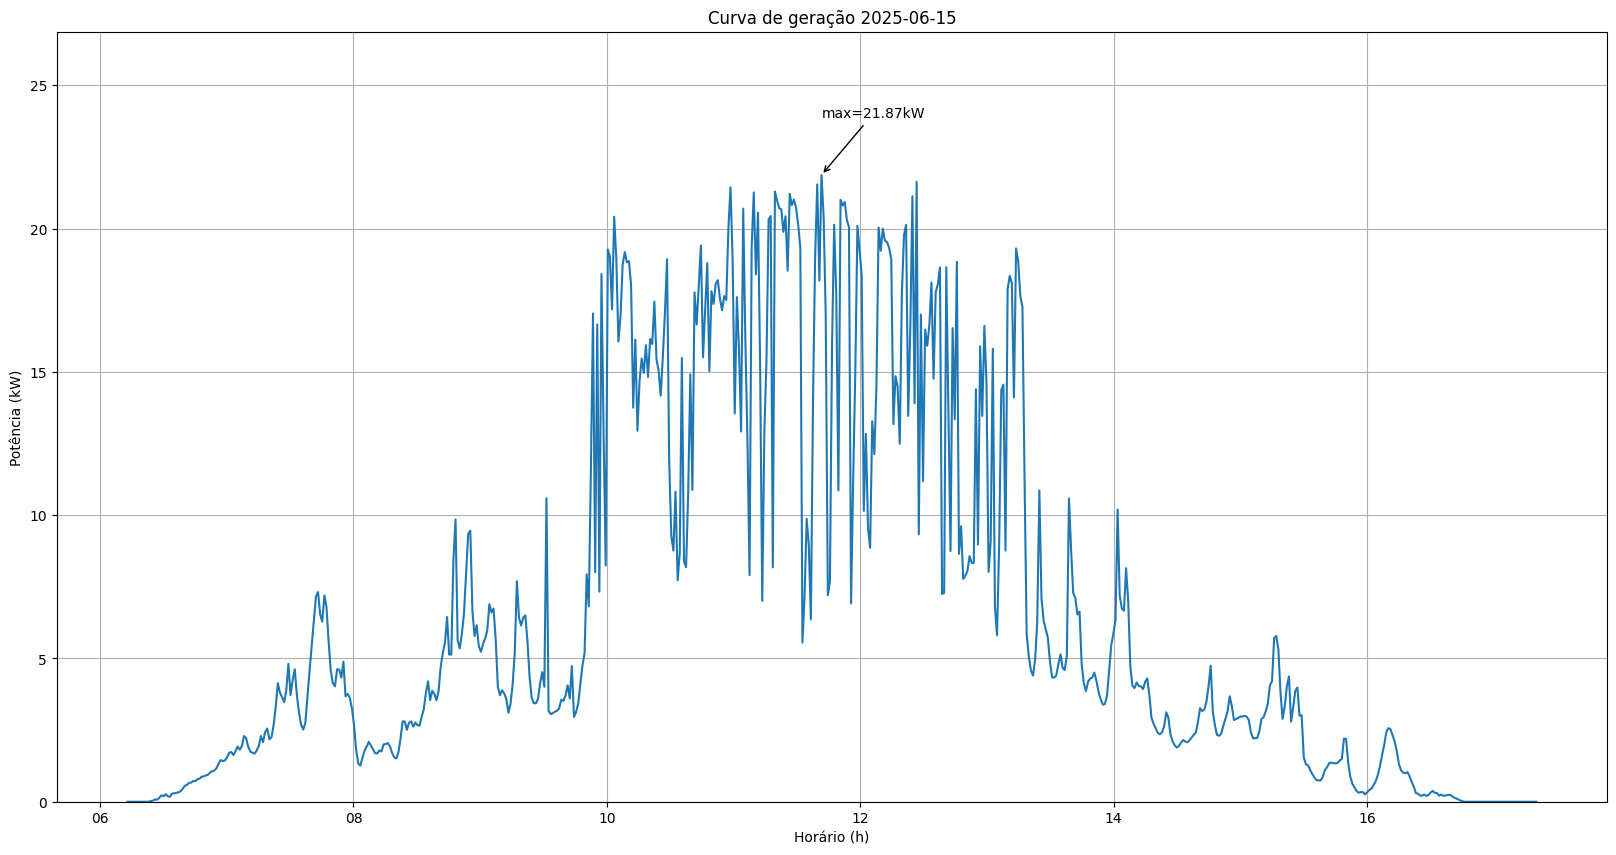 Curva de geração 2025-06-15
25
max=21.87kW
20
15
Potência (kW)
10
5
0
06 08 10 12 14 16
Horário (h)